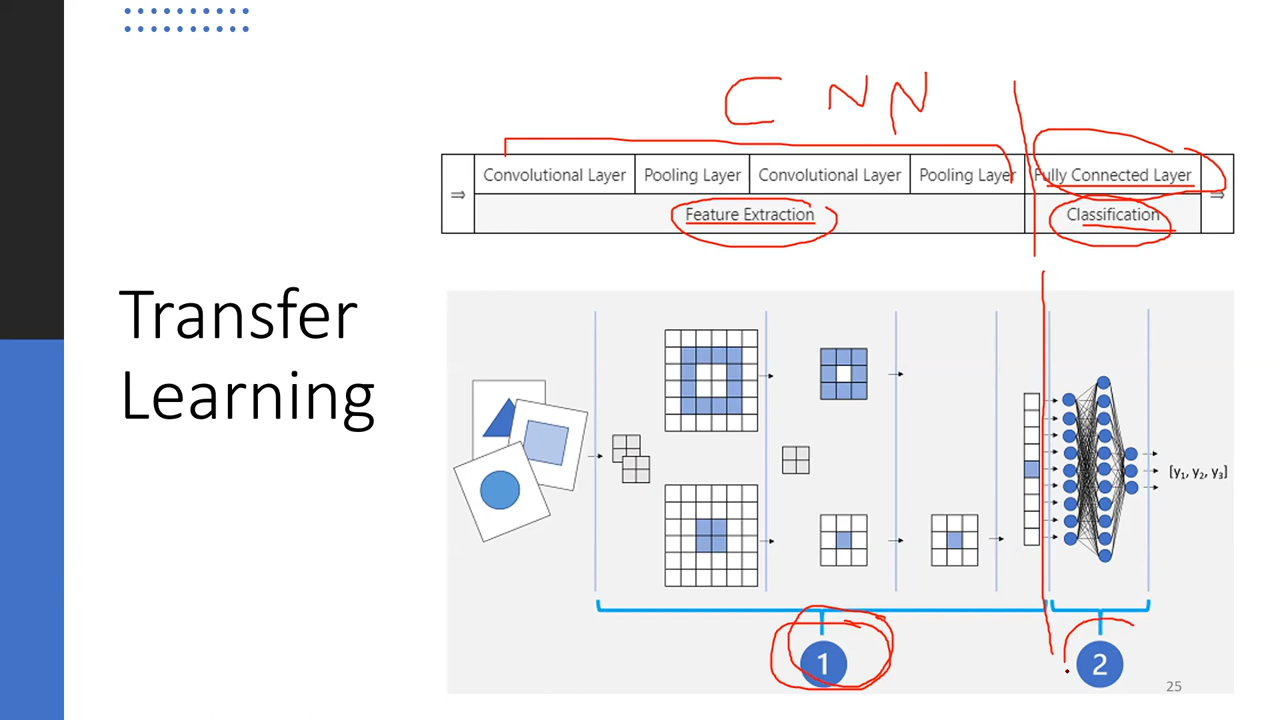 C N N
⇒ Convolutional Layer Pooling Layer Convolutional Layer Pooling Layer Fully Connected Layer ⇒
Feature Extraction Classification
Transfer
Learning
[y₁, y₂, y₃]
1 2
25